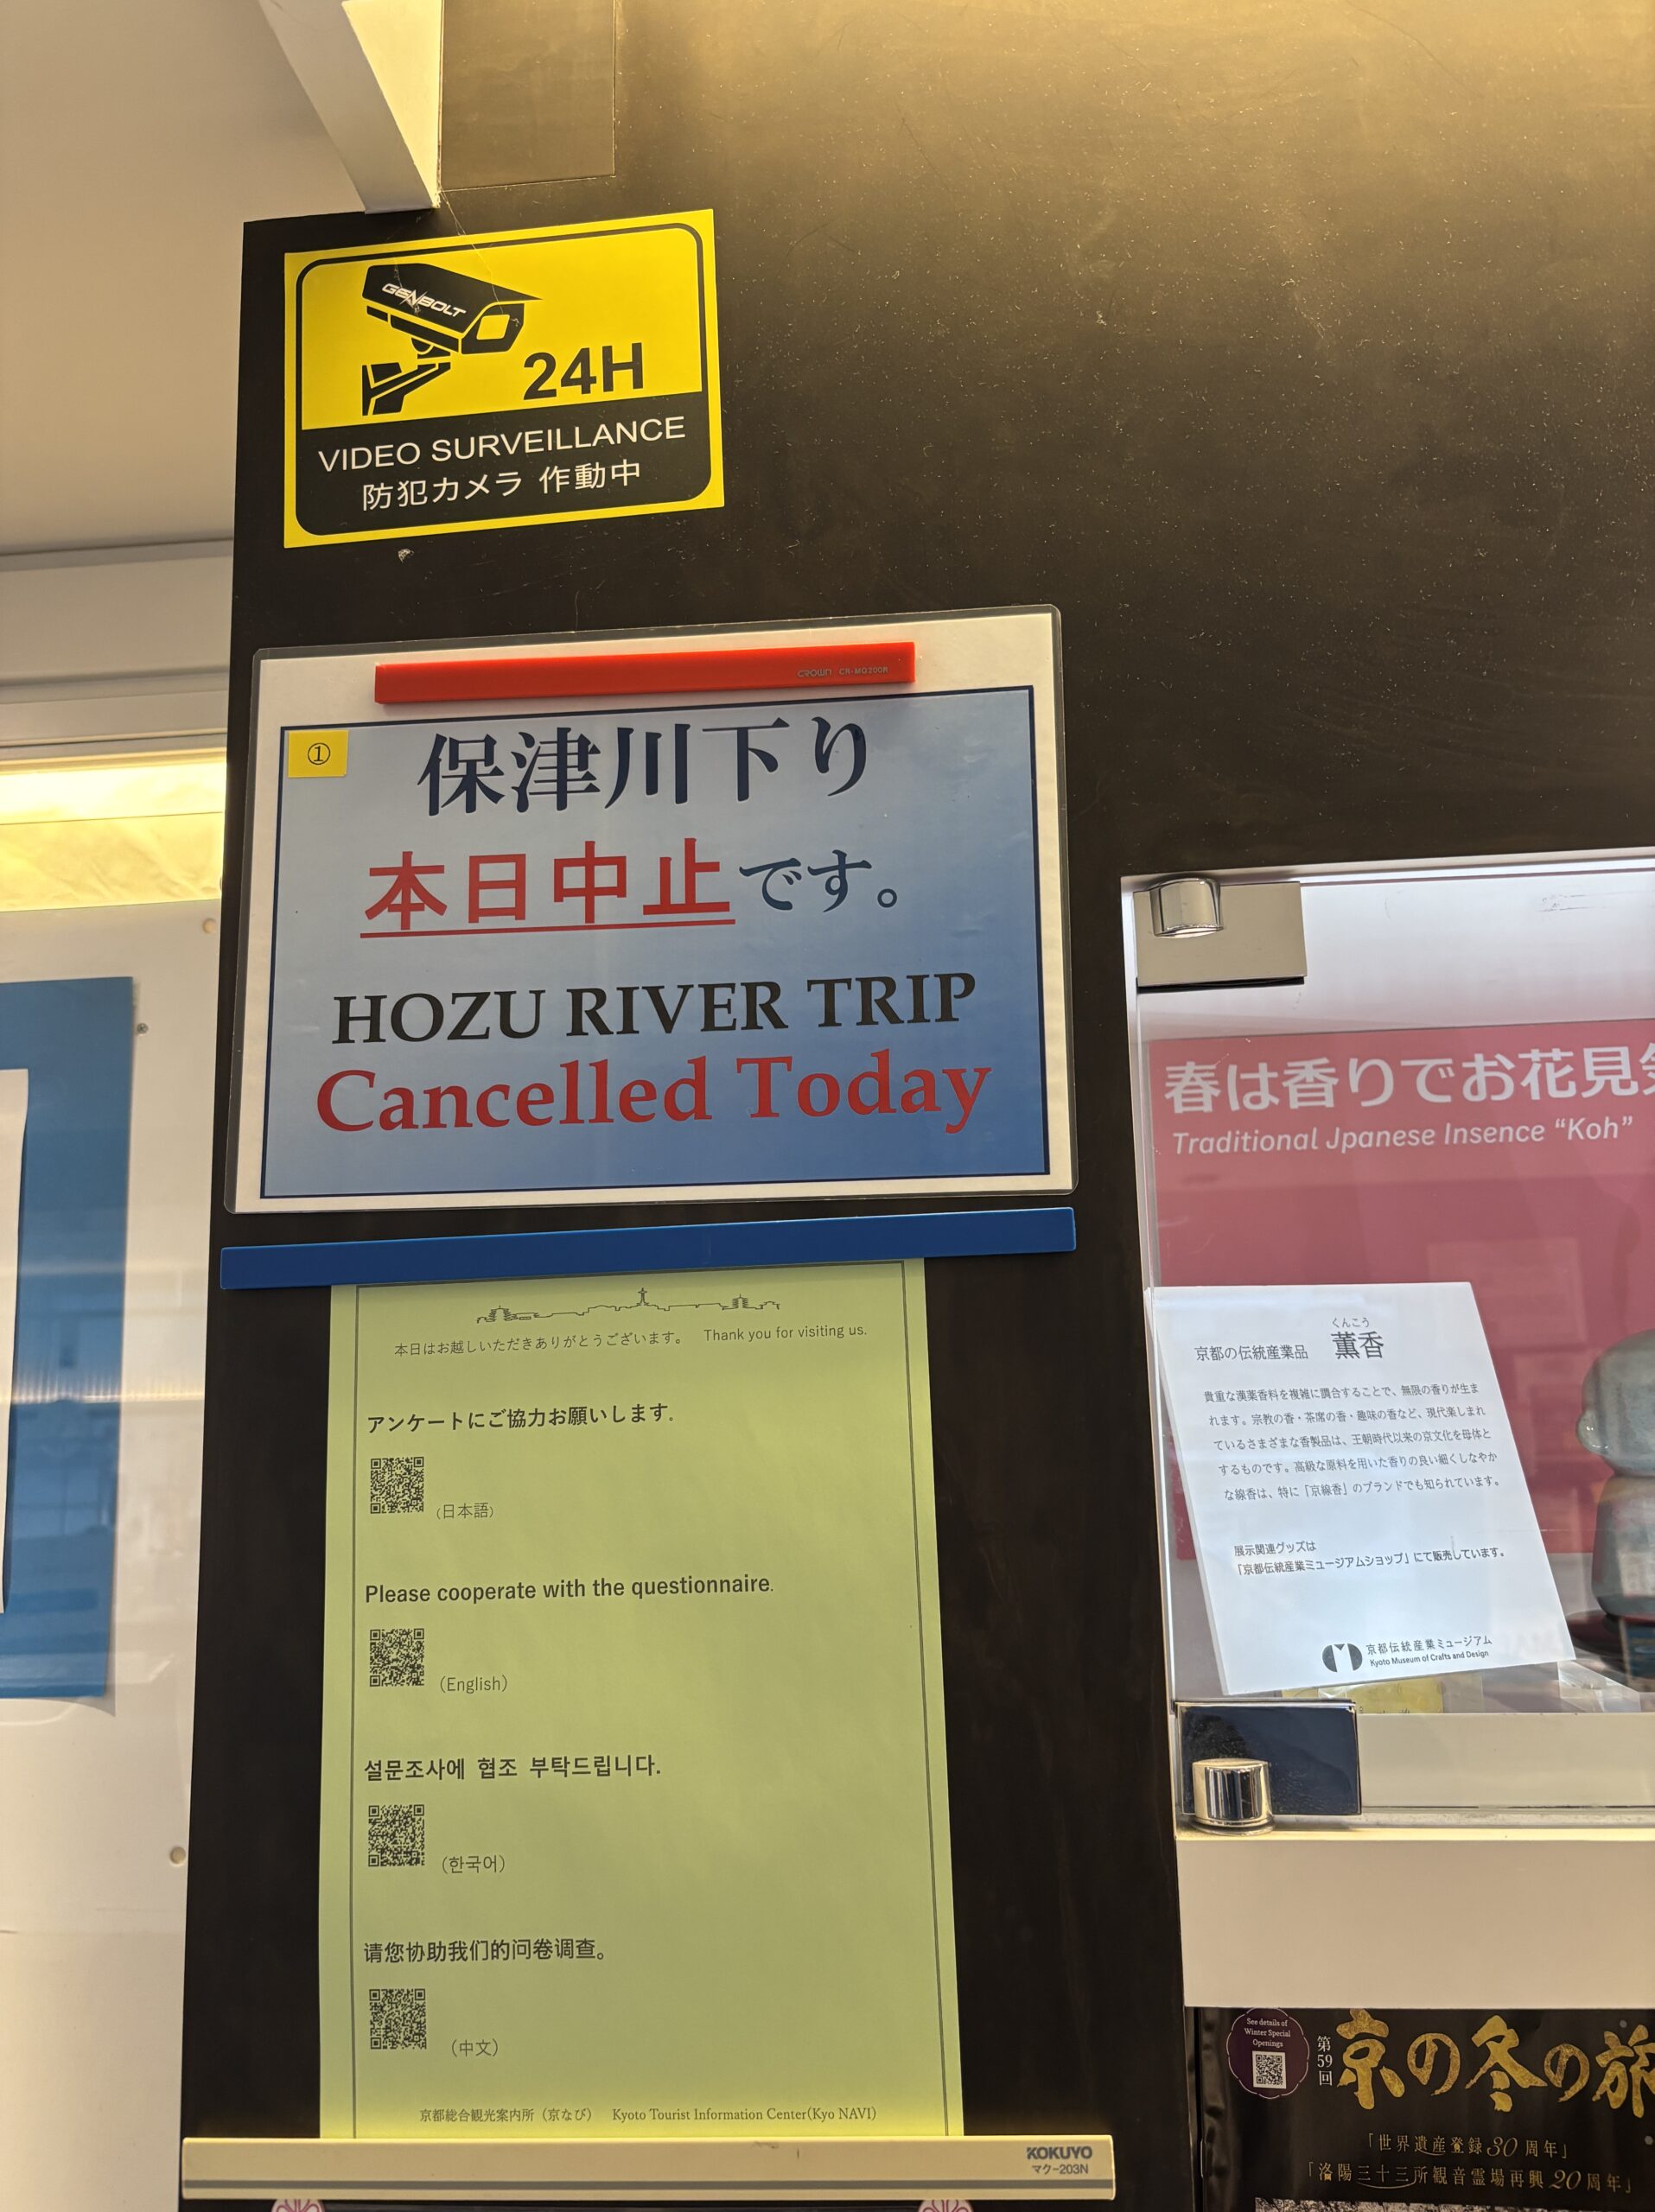 GENBOLT
24H
VIDEO SURVEILLANCE
防犯カメラ 作動中
CROWN CR-MG200R
①
保津川下り
本日中止です。
HOZU RIVER TRIP
Cancelled Today
本日はお越しいただきありがとうございます。 Thank you for visiting us.
アンケートにご協力お願いします。
(日本語)
Please cooperate with the questionnaire.
(English)
설문조사에 협조 부탁드립니다.
(한국어)
请您协助我们的问卷调查。
(中文)
京都総合観光案内所（京なび） Kyoto Tourist Information Center(Kyo NAVI)
KOKUYO
マク-203N
春は香りでお花見気
Traditional Jpanese Insence “Koh”
くんこう
京都の伝統産業品 薫香
貴重な漢薬香料を複雑に調合することで、無限の香りが生ま
れます。宗教の香・茶席の香・趣味の香など、現代楽しまれ
ているさまざまな香製品は、王朝時代以来の京文化を母体と
するものです。高級な原料を用いた香りの良い細くしなやか
な線香は、特に「京線香」のブランドでも知られています。
展示関連グッズは
「京都伝統産業ミュージアムショップ」にて販売しています。
京都伝統産業ミュージアム
Kyoto Museum of Crafts and Design
See details of
Winter Special
Openings
第59回
京の冬の旅
「世界遺産登録30周年」
「洛陽三十三所観音霊場再興20周年」